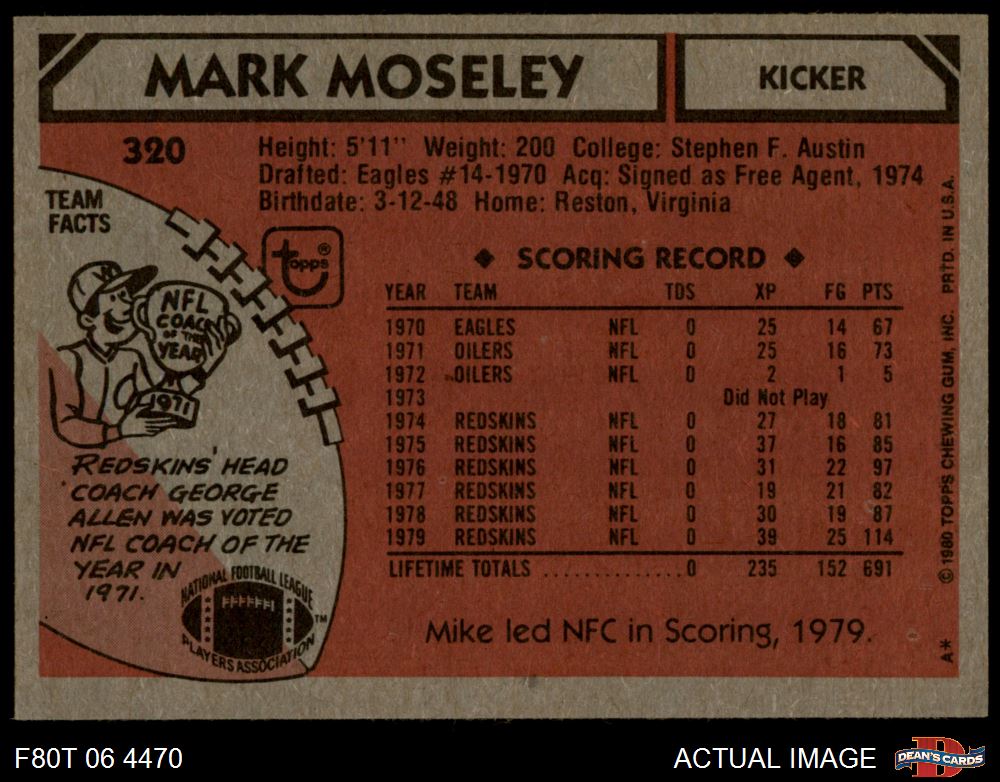 MARK MOSELEY
KICKER
320
Height: 5'11" Weight: 200 College: Stephen F. Austin
Drafted: Eagles #14-1970 Acq: Signed as Free Agent, 1974
Birthdate: 3-12-48 Home: Reston, Virginia
TEAM
FACTS
topps®
W
NFL
COACH
OF THE
YEAR
1971
REDSKINS' HEAD
COACH GEORGE
ALLEN WAS VOTED
NFL COACH OF THE
YEAR IN
1971.
NATIONAL FOOTBALL LEAGUE
PLAYERS ASSOCIATION
™
◆ SCORING RECORD ◆
YEAR TEAM TDS XP FG PTS
1970 EAGLES NFL 0 25 14 67
1971 OILERS NFL 0 25 16 73
1972 OILERS NFL 0 2 1 5
1973 Did Not Play
1974 REDSKINS NFL 0 27 18 81
1975 REDSKINS NFL 0 37 16 85
1976 REDSKINS NFL 0 31 22 97
1977 REDSKINS NFL 0 19 21 82
1978 REDSKINS NFL 0 30 19 87
1979 REDSKINS NFL 0 39 25 114
LIFETIME TOTALS ..............0 235 152 691
Mike led NFC in Scoring, 1979.
A* © 1980 TOPPS CHEWING GUM, INC. PRTD. IN U.S.A.
F80T 06 4470
ACTUAL IMAGE
D
DEAN'S CARDS